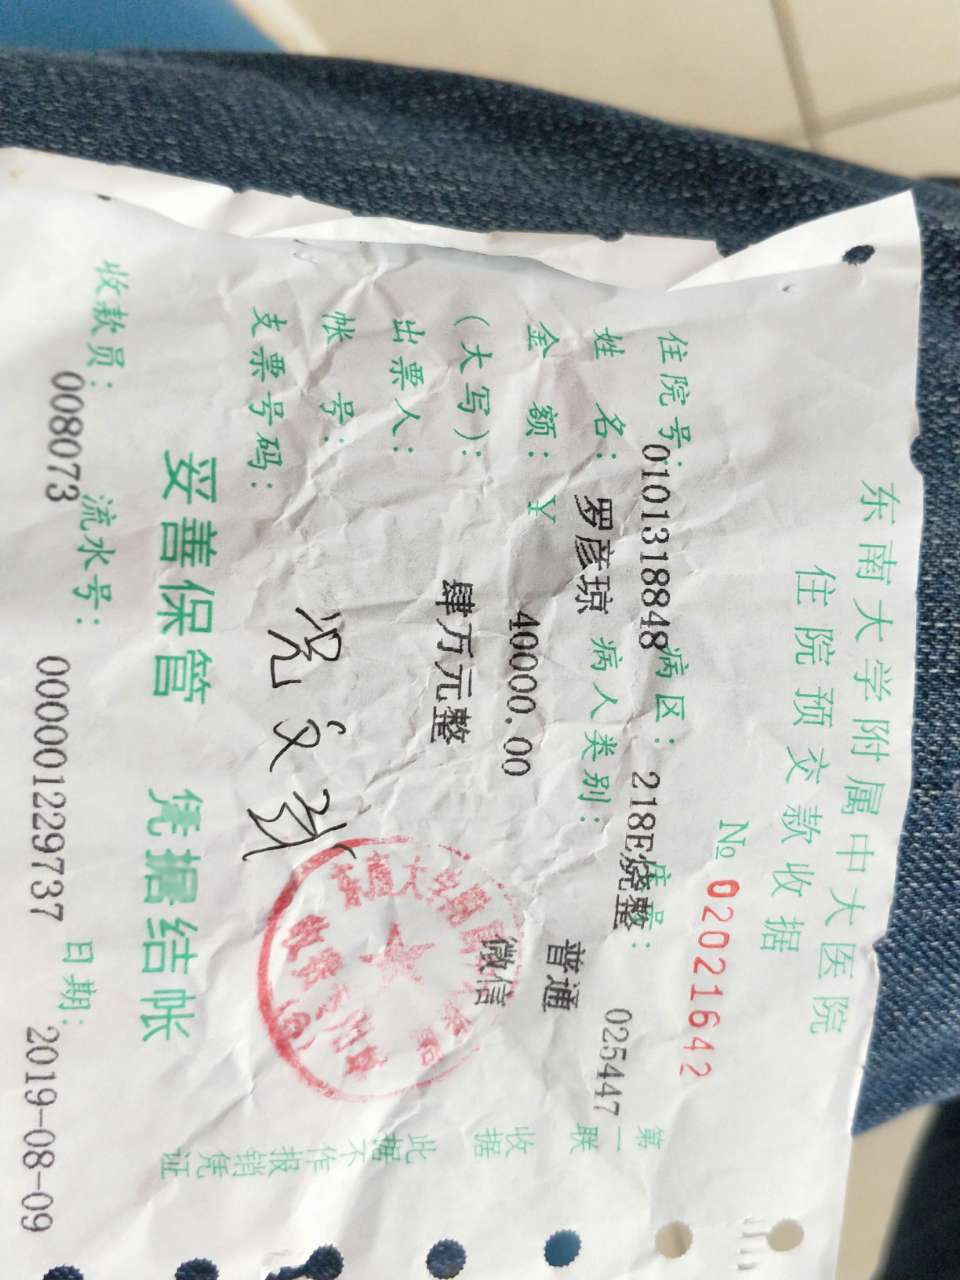 东南大学附属中大医院
住院预交款收据
№ 02021642
住院号: 0101318848 病区: 218E烧整 床号: 025447
姓名: 罗彦琼 病人类别: 普通
金额: ¥ 40000.00 微信
(大写): 肆万元整
出票人:
帐号:
支票号码:
妥善保管 凭据结帐
收款员: 008073 流水号: 000000122973​7 日期: 2019-08-09
第一联
收据
此据不作报销凭证